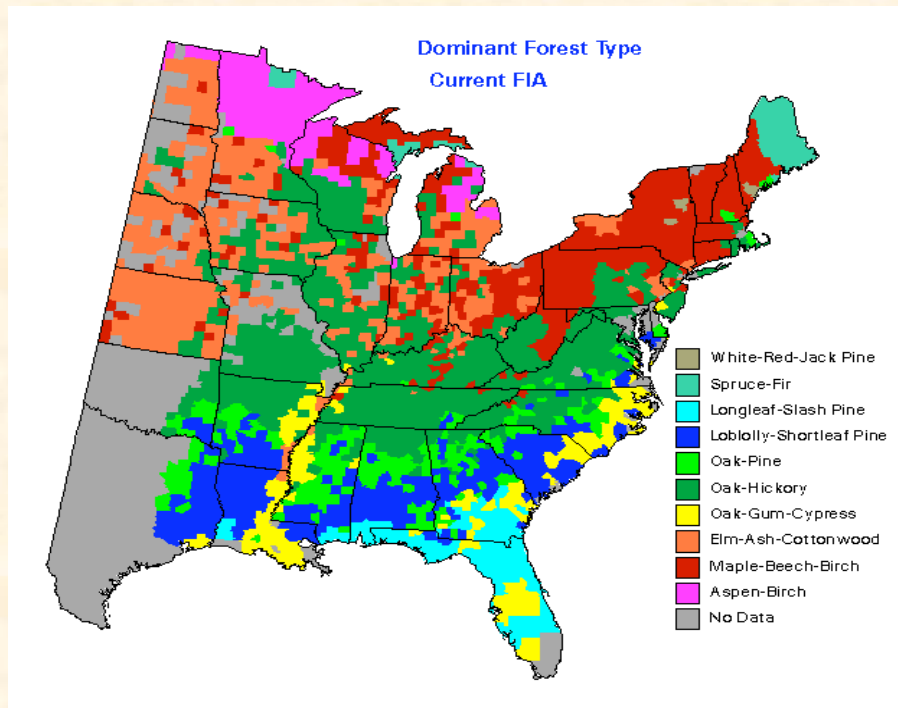 Dominant Forest Type
Current FIA
White-Red-Jack Pine
Spruce-Fir
Longleaf-Slash Pine
Loblolly-Shortleaf Pine
Oak-Pine
Oak-Hickory
Oak-Gum-Cypress
Elm-Ash-Cottonwood
Maple-Beech-Birch
Aspen-Birch
No Data